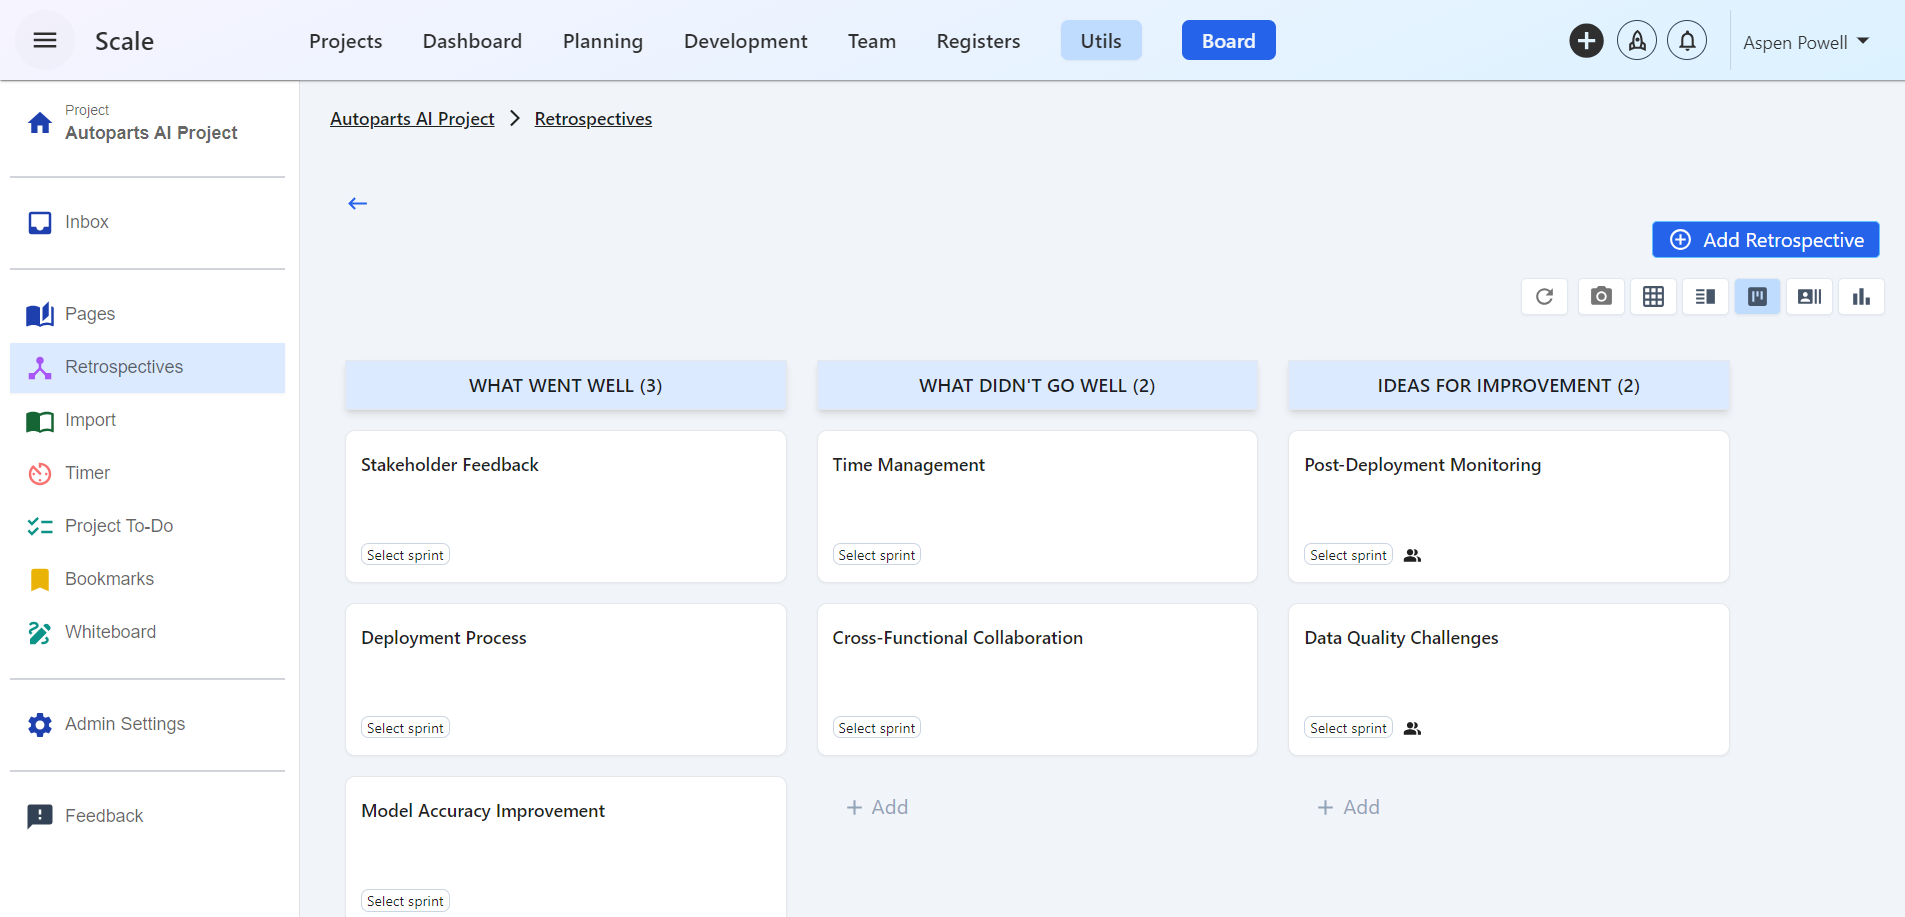 Scale
Projects
Dashboard
Planning
Development
Team
Registers
Utils
Board
Aspen Powell
Project
Autoparts AI Project
Inbox
Pages
Retrospectives
Import
Timer
Project To-Do
Bookmarks
Whiteboard
Admin Settings
Feedback
Autoparts AI Project
Retrospectives
Add Retrospective
WHAT WENT WELL (3)
Stakeholder Feedback
Select sprint
Deployment Process
Select sprint
Model Accuracy Improvement
Select sprint
WHAT DIDN'T GO WELL (2)
Time Management
Select sprint
Cross-Functional Collaboration
Select sprint
Add
IDEAS FOR IMPROVEMENT (2)
Post-Deployment Monitoring
Select sprint
Data Quality Challenges
Select sprint
Add